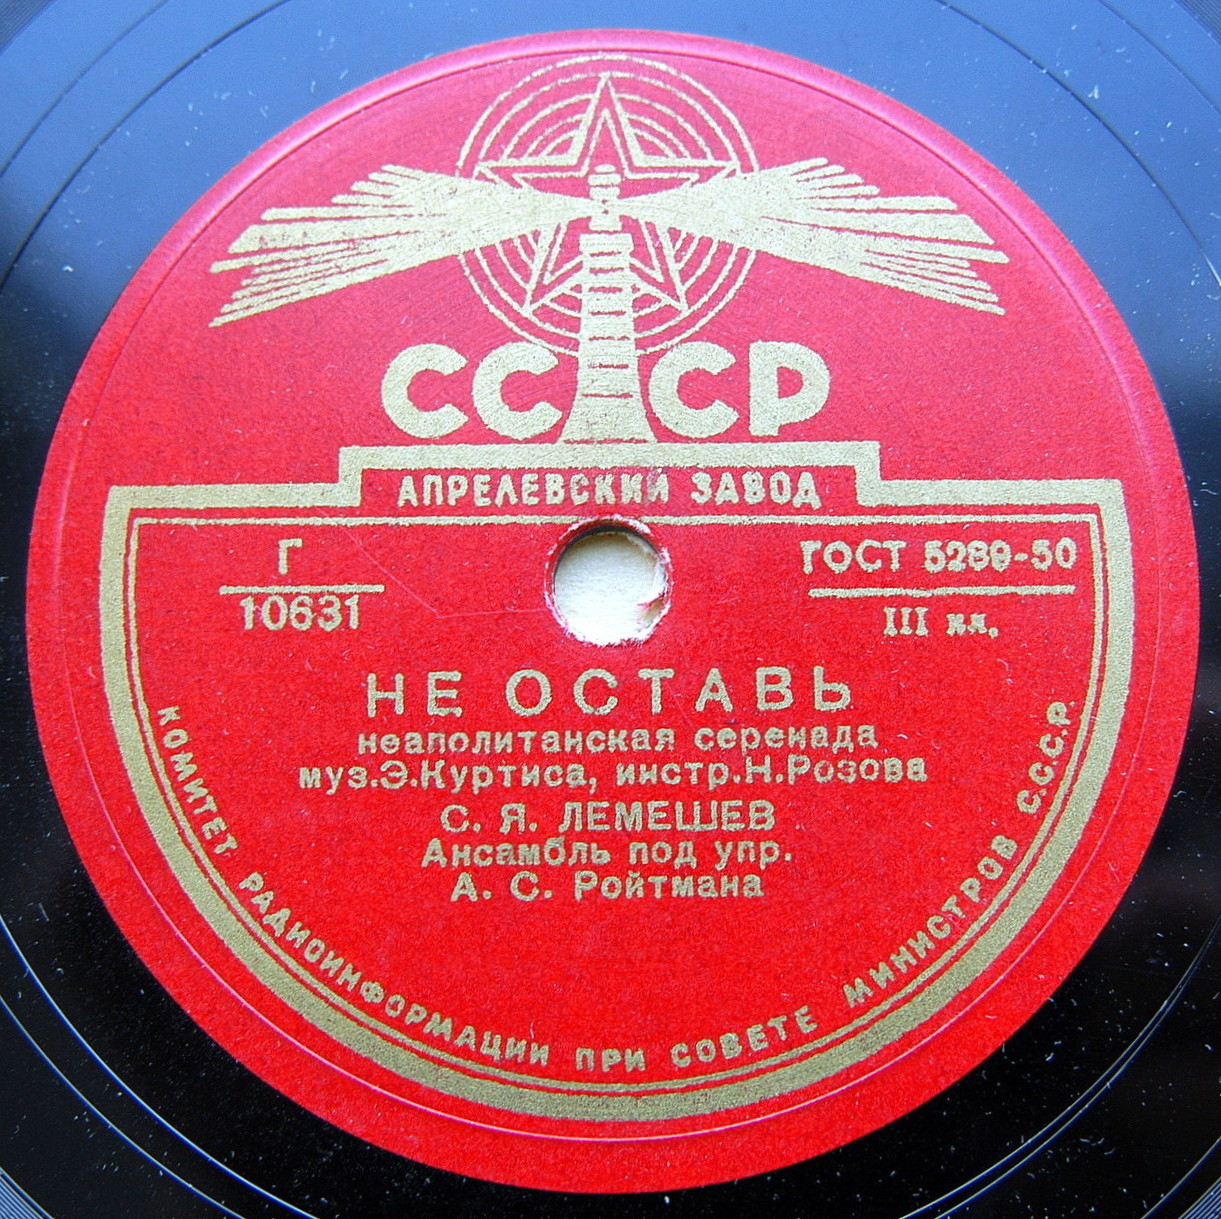 СССР
АПРЕЛЕВСКИЙ ЗАВОД
Г
10631
ГОСТ 5289-50
III кл.
НЕ ОСТАВЬ
неаполитанская серенада
муз.Э.Куртиса, инстр.Н.Розова
С. Я. ЛЕМЕШЕВ
Ансамбль под упр.
А. С. Ройтмана
КОМИТЕТ РАДИОИНФОРМАЦИИ ПРИ СОВЕТЕ МИНИСТРОВ С.С.С.Р.